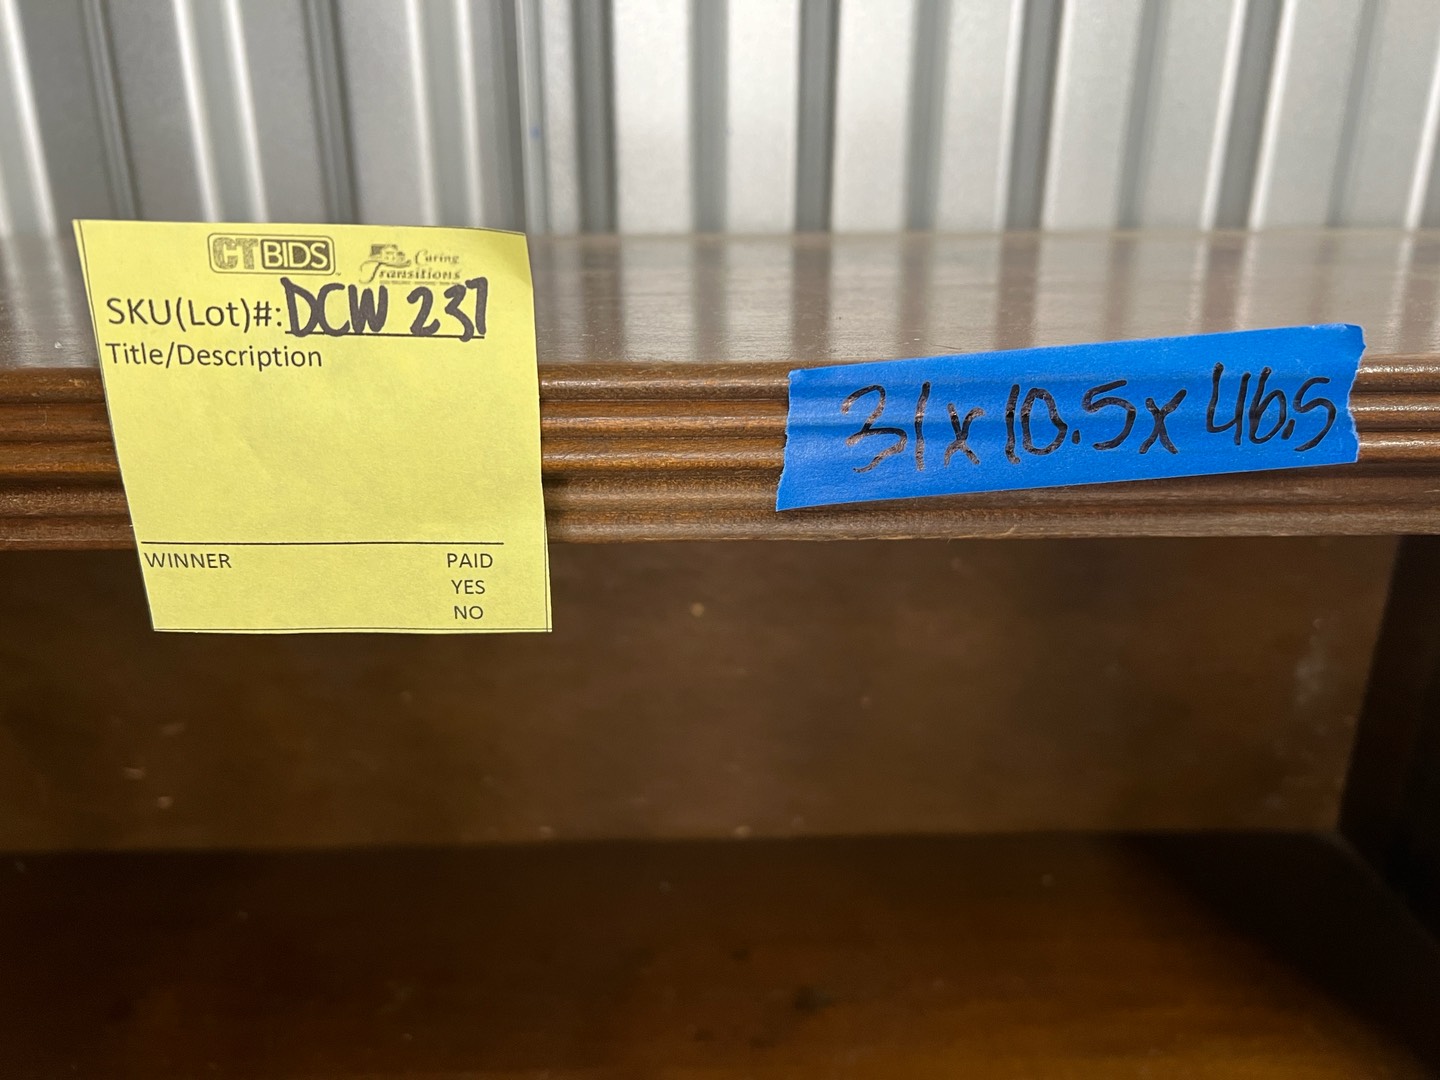 CTBIDS
Caring
Transitions
SKU(Lot)#: DCW 237
Title/Description
WINNER PAID
YES
NO
31x10.5x46.5